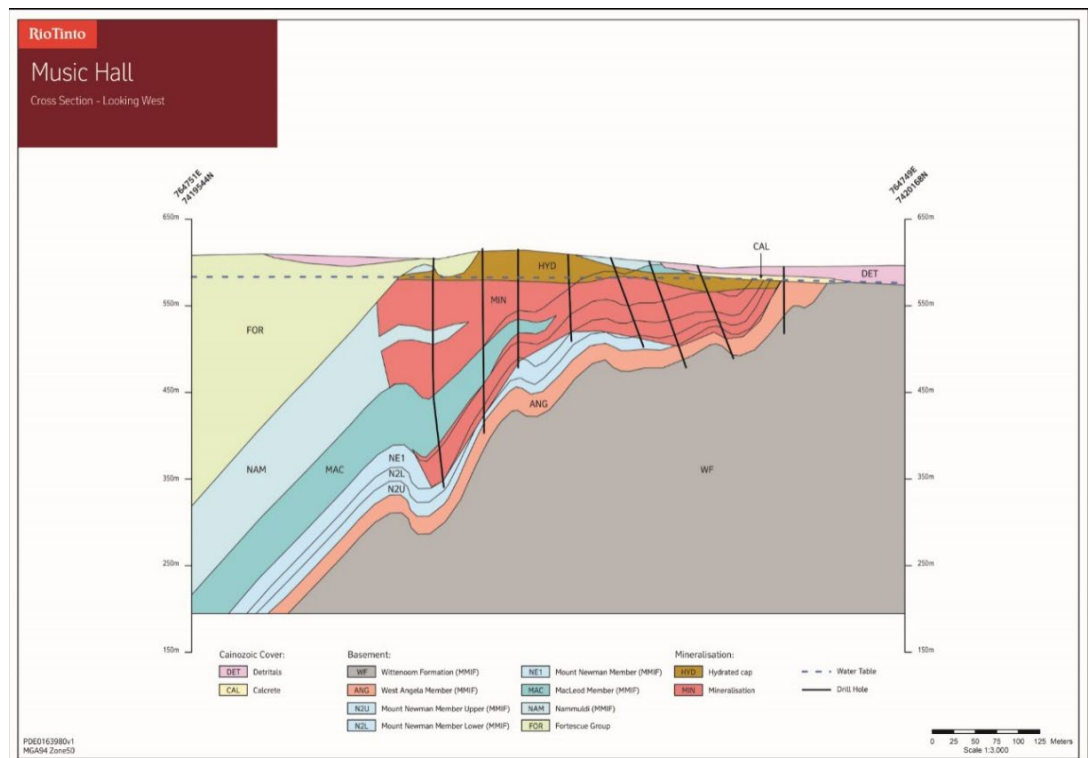 RioTinto
Music Hall
Cross Section - Looking West
764751E
7419544N
764749E
7420168N
650m
650m
CAL
HYD
DET
MIN
550m
550m
FOR
450m
450m
ANG
NE1
NAM
MAC
N2L
WF
350m
350m
N2U
250m
250m
150m
150m
Cainozoic Cover:
DET Detritals
CAL Calcrete
Basement:
WF Wittenoom Formation (MMIF)
ANG West Angela Member (MMIF)
N2U Mount Newman Member Upper (MMIF)
N2L Mount Newman Member Lower (MMIF)
NE1 Mount Newman Member (MMIF)
MAC MacLeod Member (MMIF)
NAM Nammuldi (MMIF)
FOR Fortescue Group
Mineralisation:
HYD Hydrated cap
MIN Mineralisation
Water Table
Drill Hole
PDE0163980v1
MGA94 Zone50
0 25 50 75 100 125 Meters
Scale 1:3,000